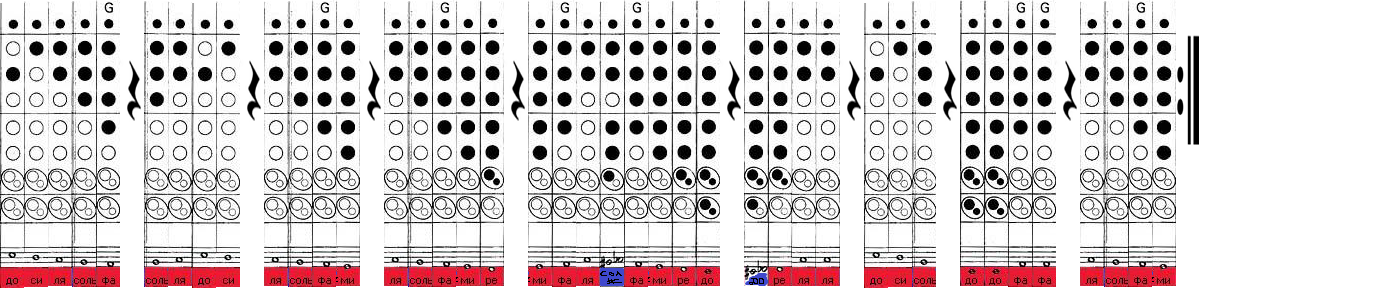 G G G G G G G
до си ля соль Фа соль ля до си ля соль Фа ми ля соль Фа ми ре ми Фа ля Фа ми ре до ре ля ля до си соль до до Фа Фа ля соль Фа ми